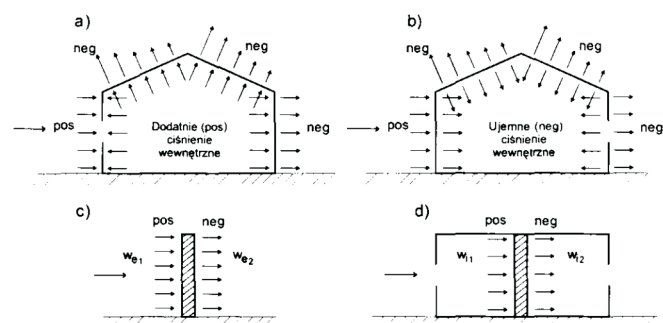 a)
neg
neg
pos
Dodatnie (pos)
ciśnienie
wewnętrzne
neg
b)
neg
neg
pos
Ujemne (neg)
ciśnienie
wewnętrzne
neg
c)
pos neg
we1
we2
d)
pos neg
wi1
wi2